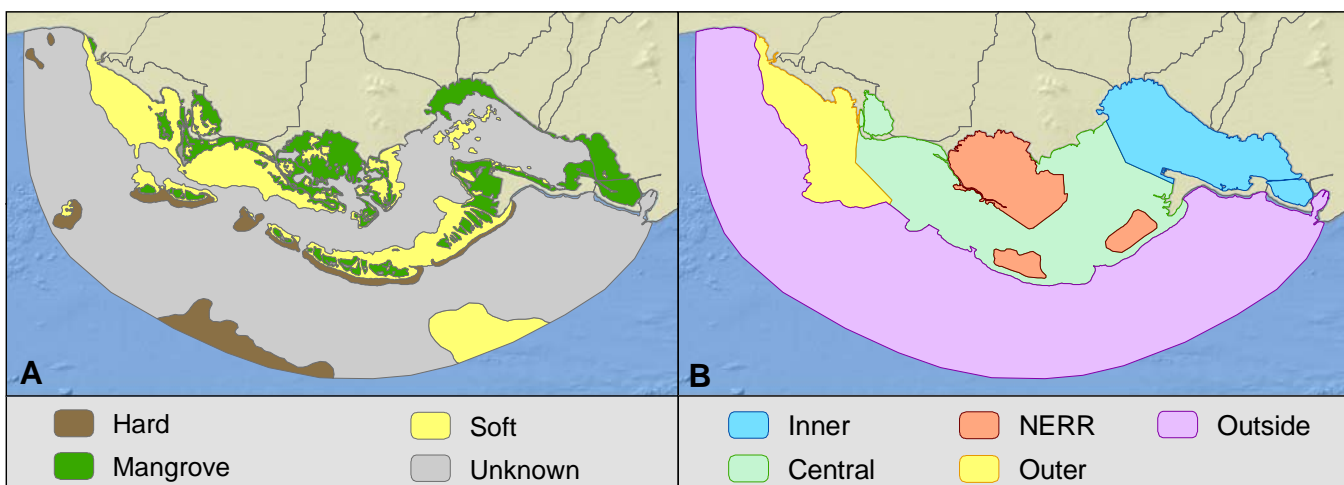 A
B
Hard
Soft
Mangrove
Unknown
Inner
NERR
Outside
Central
Outer